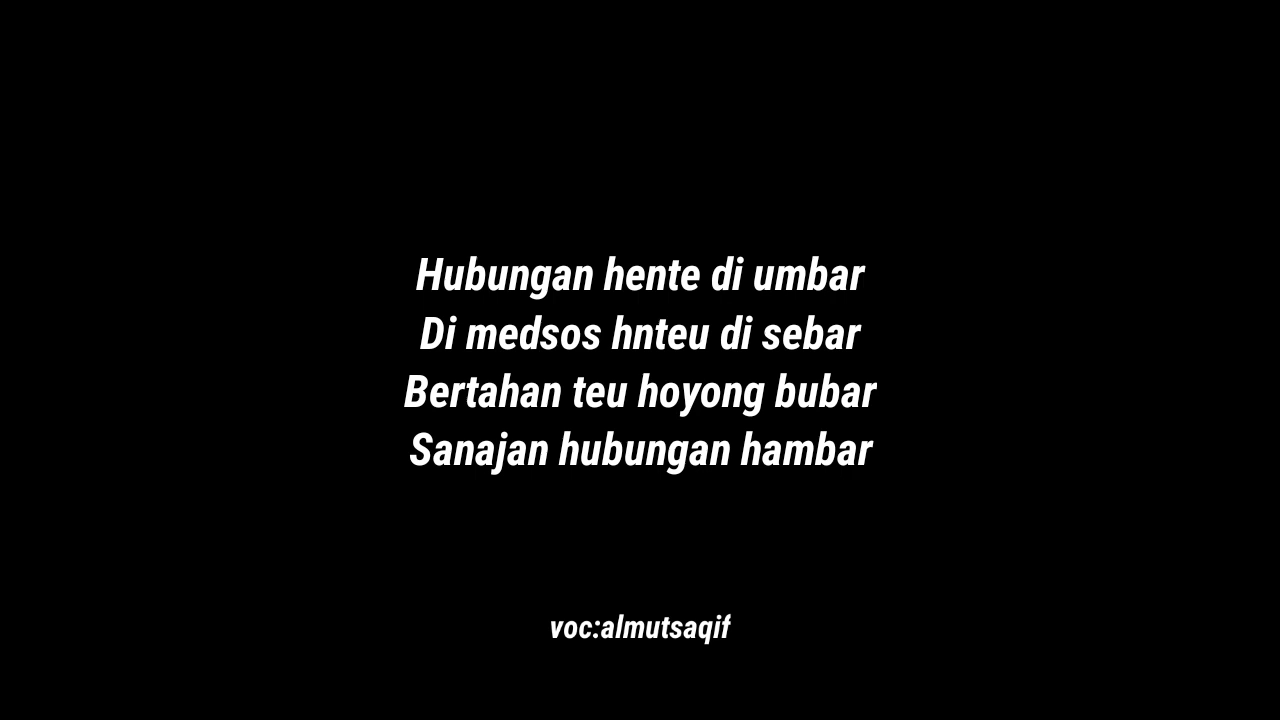 Hubungan hente di umbar
Di medsos hnteu di sebar
Bertahan teu hoyong bubar
Sanajan hubungan hambar
voc:almutsaqif